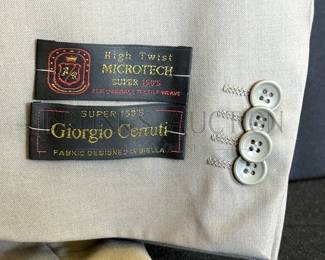 High Twist
MICROTECH
SUPER 150'S
SUPER 150'S
Giorgio Cerruti
FABRIC DESIGNED IN BIELLA